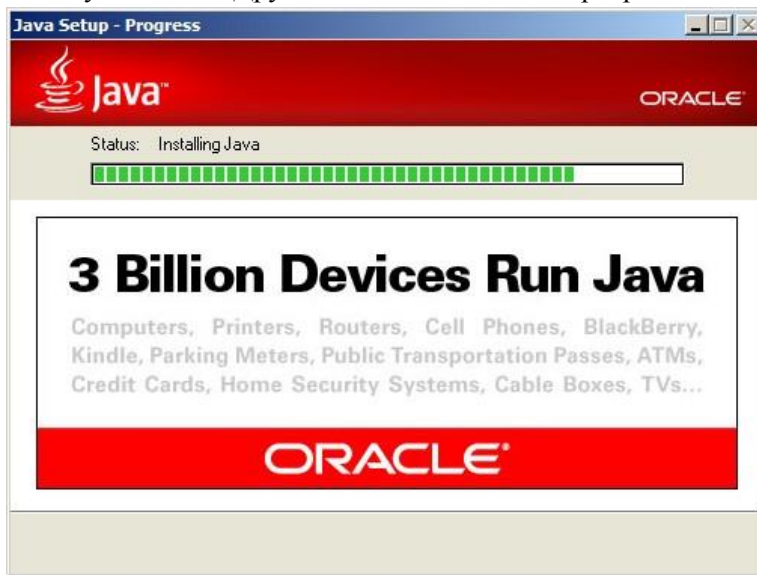 Java Setup - Progress
Java™
ORACLE®
Status: Installing Java
3 Billion Devices Run Java
Computers, Printers, Routers, Cell Phones, BlackBerry,
Kindle, Parking Meters, Public Transportation Passes, ATMs,
Credit Cards, Home Security Systems, Cable Boxes, TVs...
ORACLE®